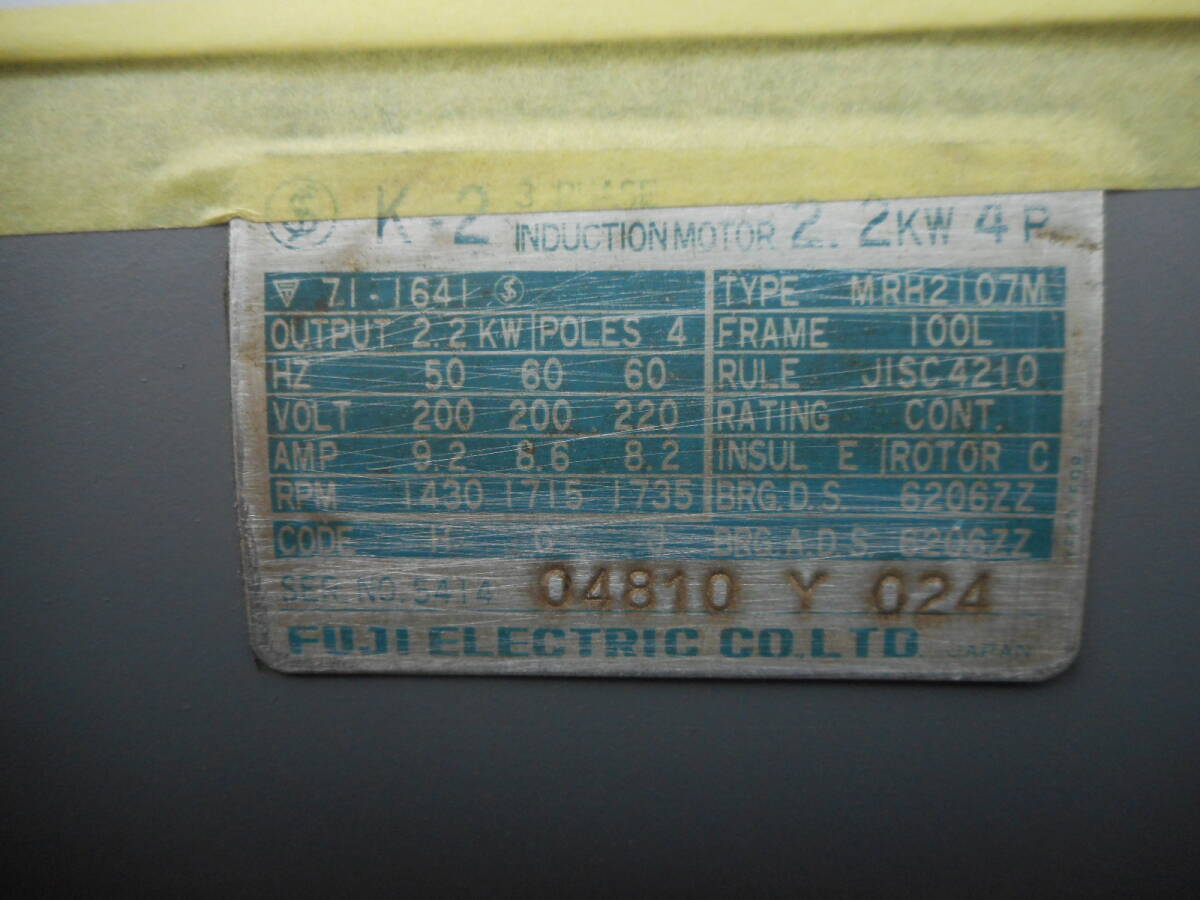 K-2 3 PHASE INDUCTION MOTOR 2.2KW 4P
71-1641 TYPE MRH2107M
OUTPUT 2.2 KW POLES 4 FRAME 100L
HZ 50 60 60 RULE JISC4210
VOLT 200 200 220 RATING CONT.
AMP 9.2 8.6 8.2 INSUL E ROTOR C
RPM 1430 1715 1735 BRG.D.S. 6206ZZ
CODE H G J BRG.A.D.S. 6206ZZ
SER NO. 5414 04810 Y 024
FUJI ELECTRIC CO., LTD. JAPAN